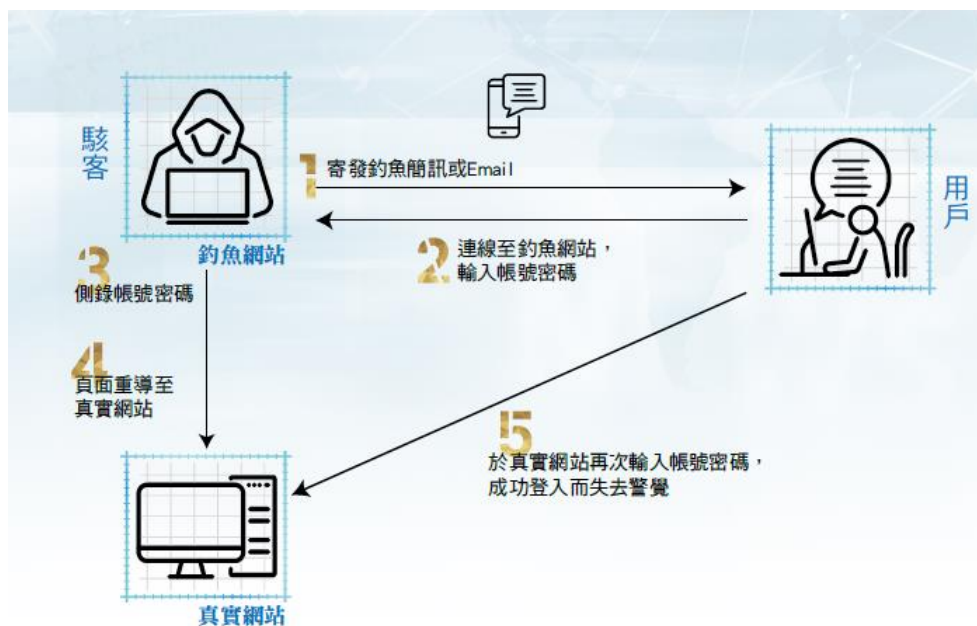 駭客
釣魚網站
1 寄發釣魚簡訊或Email
用戶
2 連線至釣魚網站，
輸入帳號密碼
3
側錄帳號密碼
4
頁面重導至
真實網站
5
於真實網站再次輸入帳號密碼，
成功登入而失去警覺
真實網站